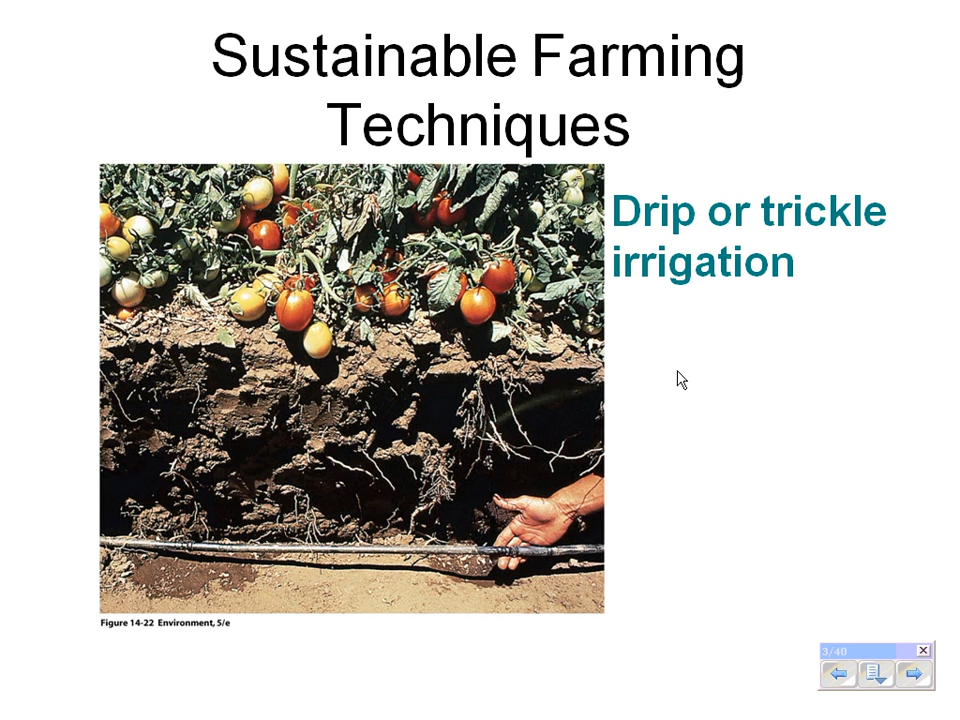 Sustainable Farming
Techniques
Drip or trickle
irrigation
Figure 14-22 Environment, 5/e
3/40